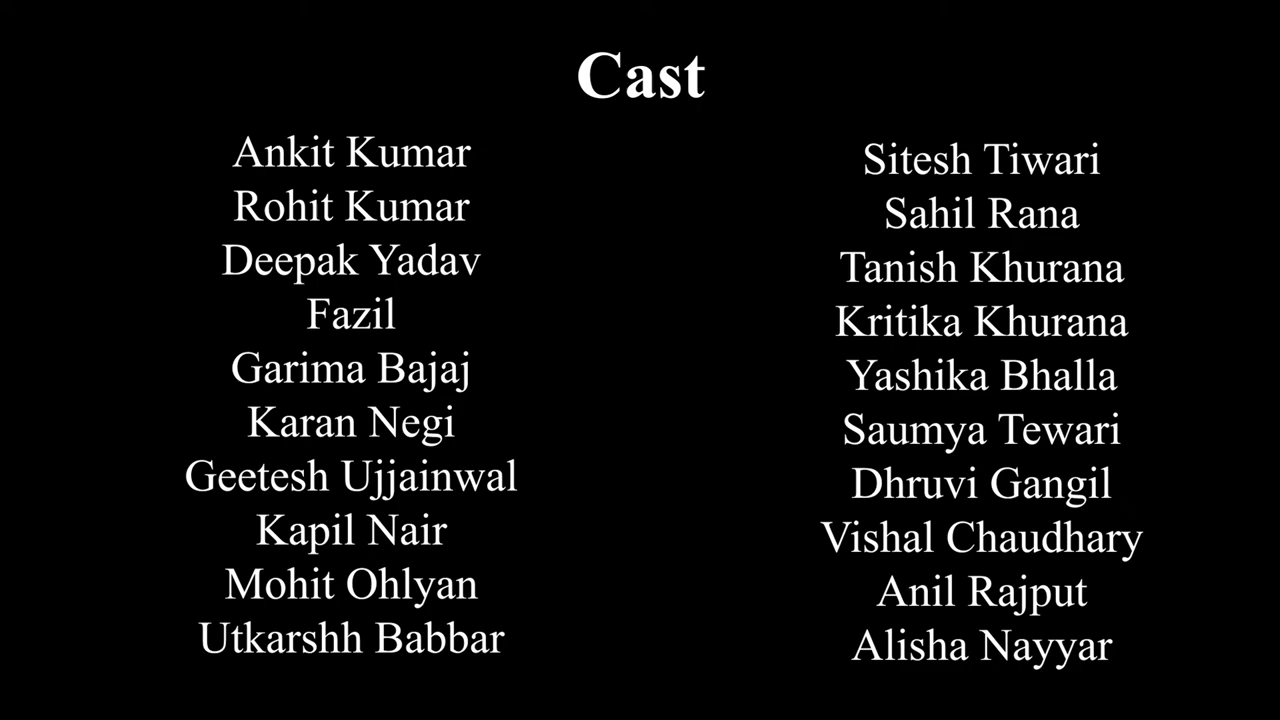 Cast
Ankit Kumar
Rohit Kumar
Deepak Yadav
Fazil
Garima Bajaj
Karan Negi
Geetesh Ujjainwal
Kapil Nair
Mohit Ohlyan
Utkarshh Babbar
Sitesh Tiwari
Sahil Rana
Tanish Khurana
Kritika Khurana
Yashika Bhalla
Saumya Tewari
Dhruvi Gangil
Vishal Chaudhary
Anil Rajput
Alisha Nayyar